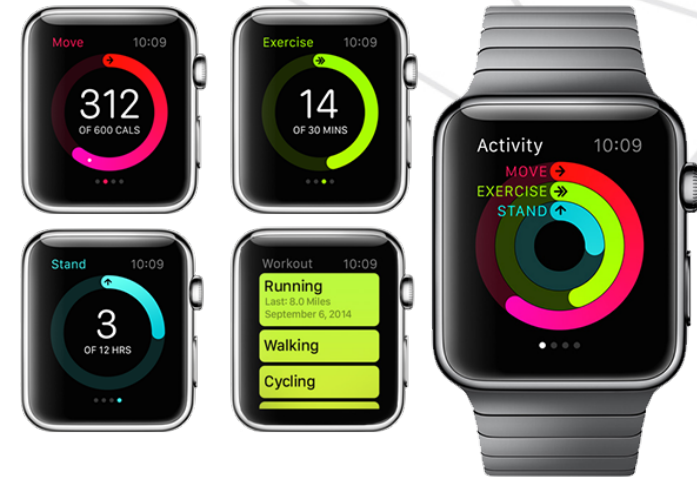 Move 10:09
312
OF 600 CALS
Exercise 10:09
14
OF 30 MINS
Activity 10:09
MOVE
EXERCISE
STAND
Stand 10:09
3
OF 12 HRS
Workout 10:09
Running
Last: 8.0 Miles
September 6, 2014
Walking
Cycling